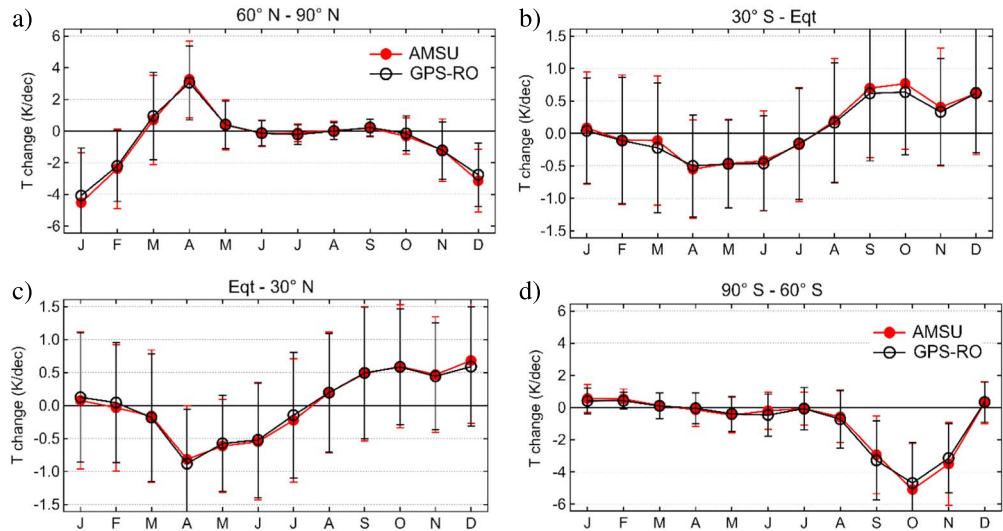 a)
60° N - 90° N
6
4
2
0
-2
-4
-6
T change (K/dec)
AMSU
GPS-RO
J F M A M J J A S O N D
b)
30° S - Eqt
1.5
1.0
0.5
0.0
-0.5
-1.0
-1.5
T change (K/dec)
J F M A M J J A S O N D
c)
Eqt - 30° N
1.5
1.0
0.5
0.0
-0.5
-1.0
-1.5
T change (K/dec)
J F M A M J J A S O N D
d)
90° S - 60° S
6
4
2
0
-2
-4
-6
T change (K/dec)
AMSU
GPS-RO
J F M A M J J A S O N D